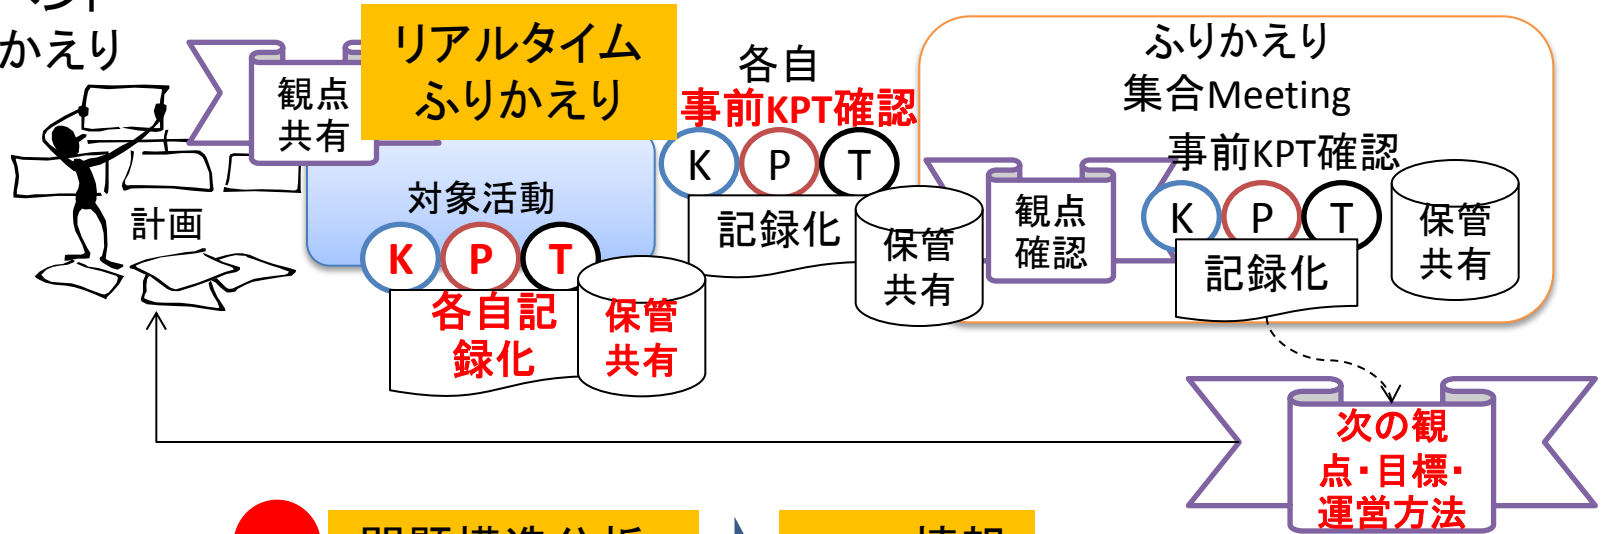 かえり
計画
観点
共有
リアルタイム
ふりかえり
対象活動
K P T
各自記
録化
保管
共有
各自
事前KPT確認
K P T
記録化
保管
共有
ふりかえり
集合Meeting
観点
確認
事前KPT確認
K P T
記録化
保管
共有
次の観
点・目標・
運営方法